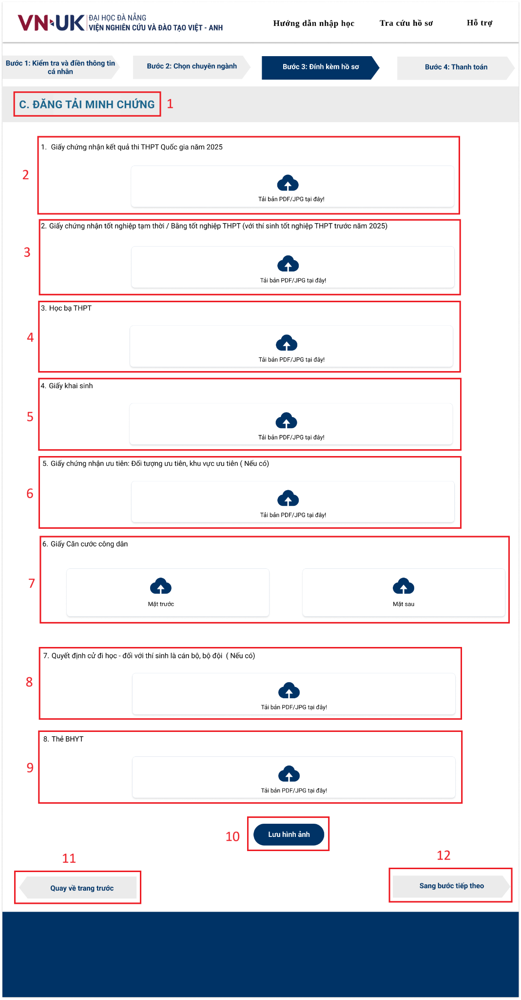 VN-UK
ĐẠI HỌC ĐÀ NẴNG
VIỆN NGHIÊN CỨU VÀ ĐÀO TẠO VIỆT - ANH
Hướng dẫn nhập học
Tra cứu hồ sơ
Hỗ trợ
Bước 1: Kiểm tra và điền thông tin
cá nhân
Bước 2: Chọn chuyên ngành
Bước 3: Đính kèm hồ sơ
Bước 4: Thanh toán
C. ĐĂNG TẢI MINH CHỨNG
1
1. Giấy chứng nhận kết quả thi THPT Quốc gia năm 2025
2
Tải bản PDF/JPG tại đây!
2. Giấy chứng nhận tốt nghiệp tạm thời / Bằng tốt nghiệp THPT (với thí sinh tốt nghiệp THPT trước năm 2025)
3
Tải bản PDF/JPG tại đây!
3. Học bạ THPT
4
Tải bản PDF/JPG tại đây!
4. Giấy khai sinh
5
Tải bản PDF/JPG tại đây!
5. Giấy chứng nhận ưu tiên: Đối tượng ưu tiên, khu vực ưu tiên ( Nếu có)
6
Tải bản PDF/JPG tại đây!
6. Giấy Căn cước công dân
7
Mặt trước
Mặt sau
7. Quyết định cử đi học - đối với thí sinh là cán bộ, bộ đội ( Nếu có)
8
Tải bản PDF/JPG tại đây!
8. Thẻ BHYT
9
Tải bản PDF/JPG tại đây!
10
Lưu hình ảnh
11
12
Quay về trang trước
Sang bước tiếp theo